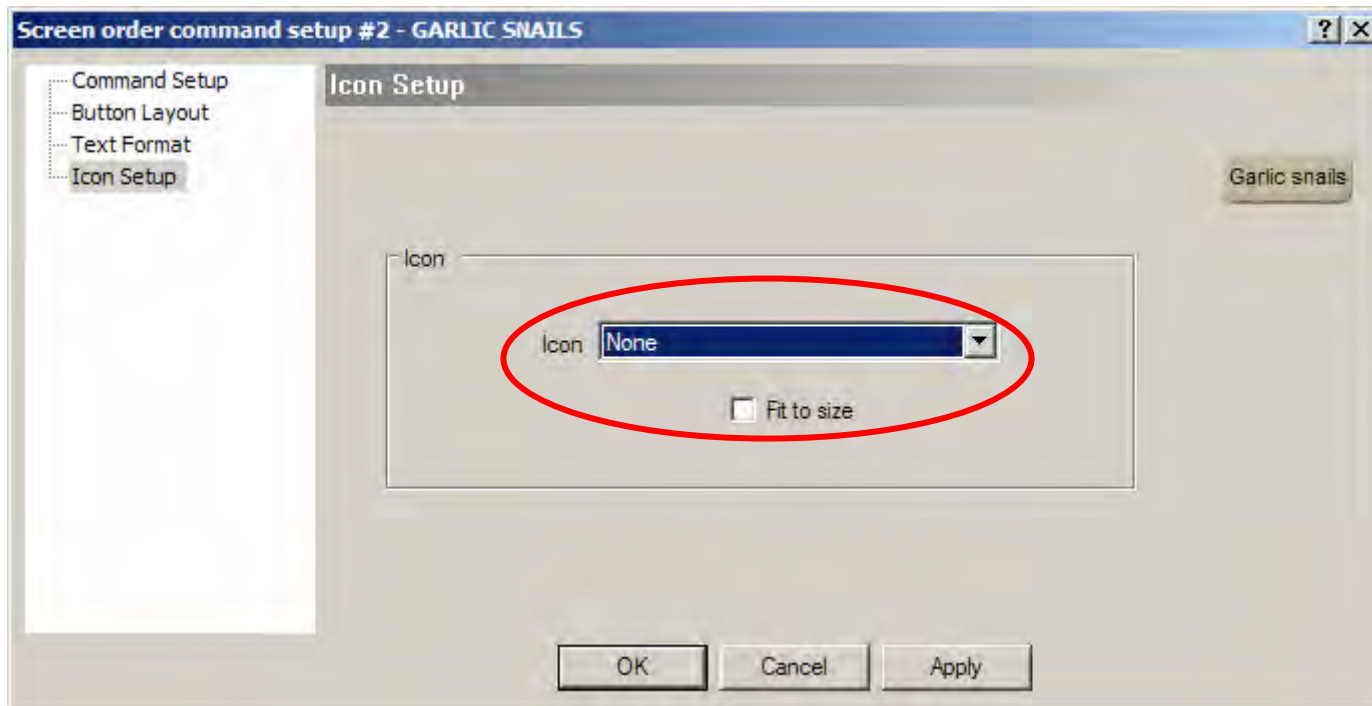 Screen order command setup #2 - GARLIC SNAILS
Command Setup
Button Layout
Text Format
Icon Setup
Icon Setup
Garlic snails
Icon
Icon None
Fit to size
OK Cancel Apply